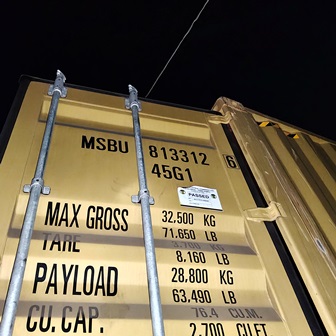 MSBU 813312 6
45G1
PASSED
MAX GROSS 32.500 KG
71.650 LB
TARE 3.700 KG
8.160 LB
PAYLOAD 28.800 KG
63.490 LB
CU. CAP. 76.4 CU.M.
2.700 CU.FT.